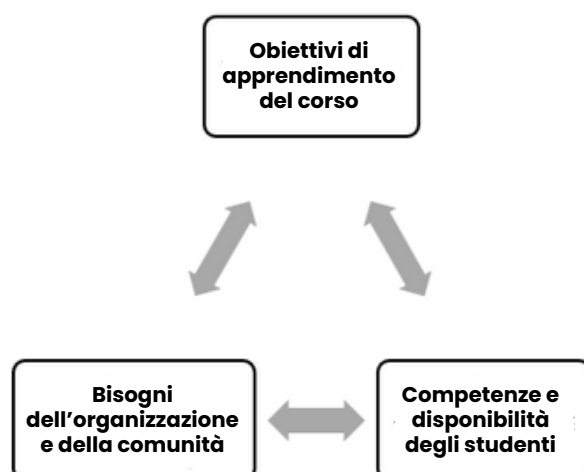 Obiettivi di
apprendimento
del corso
Bisogni
dell’organizzazione
e della comunità
Competenze e
disponibilità
degli studenti